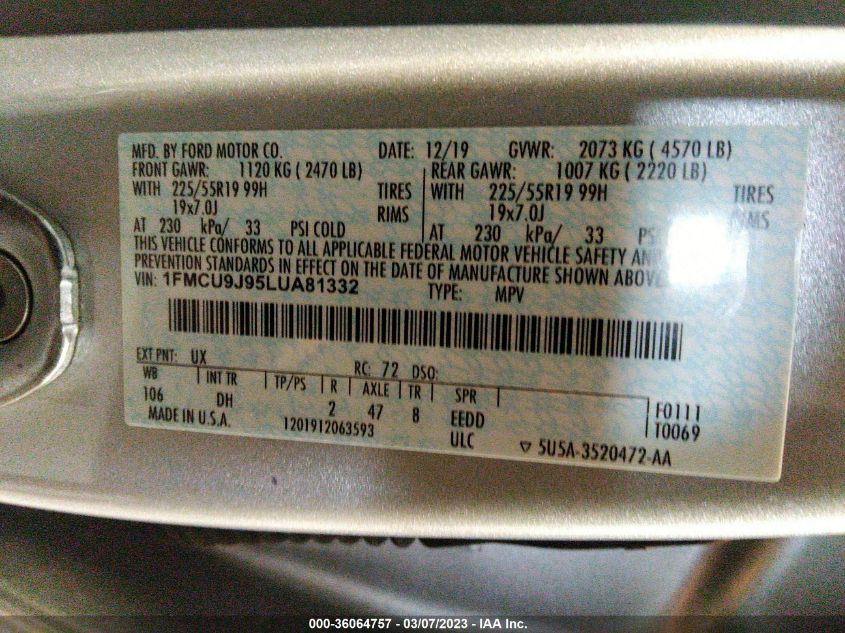 MFD. BY FORD MOTOR CO. DATE: 12/19 GVWR: 2073 KG ( 4570 LB)
FRONT GAWR: 1120 KG ( 2470 LB) REAR GAWR: 1007 KG ( 2220 LB)
WITH 225/55R19 99H TIRES WITH 225/55R19 99H TIRES
19x7.0J RIMS 19x7.0J RIMS
AT 230 kPa/ 33 PSI COLD AT 230 kPa/ 33 PSI
THIS VEHICLE CONFORMS TO ALL APPLICABLE FEDERAL MOTOR VEHICLE SAFETY AND
PREVENTION STANDARDS IN EFFECT ON THE DATE OF MANUFACTURE SHOWN ABOVE
VIN: 1FMCU9J95LUA81332 TYPE: MPV
EXT PNT: UX RC: 72 DSO:
WB INT TR TP/PS R AXLE TR SPR
106 DH 2 47 8 EEDD F0111
MADE IN U.S.A. 1201912063593 ULC T0069
▽ 5U5A-3520472-AA
000-36064757 — 03/07/2023 — IAA Inc.